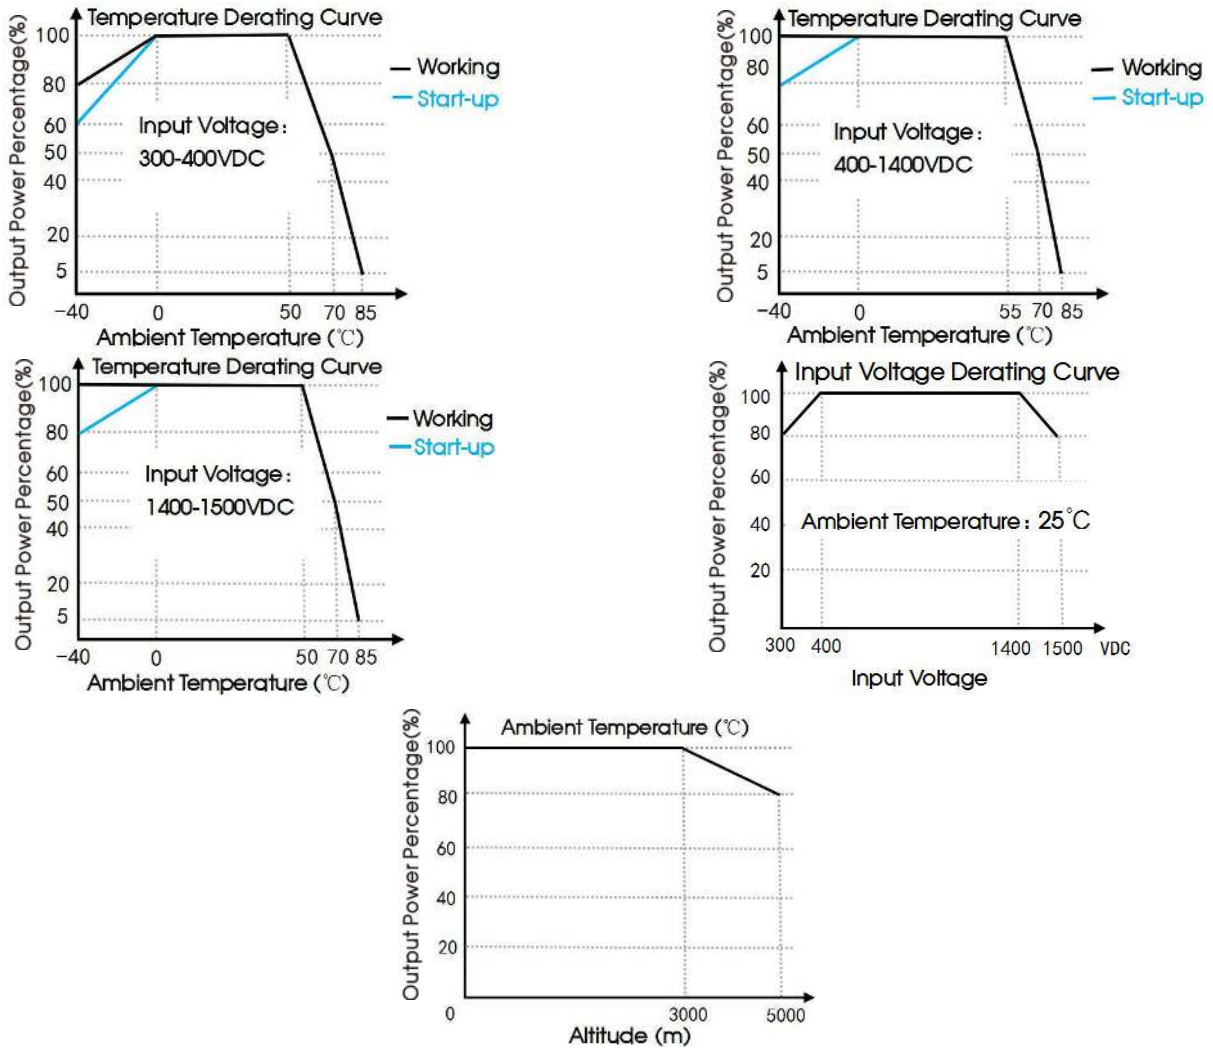 Temperature Derating Curve
Output Power Percentage(%)
100
80
60
50
40
20
5
Working
Start-up
Input Voltage:
300-400VDC
-40 0 50 70 85
Ambient Temperature (℃)
Temperature Derating Curve
Output Power Percentage(%)
100
80
60
50
40
20
5
Working
Start-up
Input Voltage:
400-1400VDC
-40 0 55 70 85
Ambient Temperature (℃)
Temperature Derating Curve
Output Power Percentage(%)
100
80
60
50
40
20
5
Working
Start-up
Input Voltage:
1400-1500VDC
-40 0 50 70 85
Ambient Temperature (℃)
Input Voltage Derating Curve
Output Power Percentage(%)
100
80
60
40
20
Ambient Temperature: 25°C
300 400 1400 1500 VDC
Input Voltage
Ambient Temperature (℃)
Output Power Percentage(%)
100
80
60
40
20
0 3000 5000
Altitude (m)